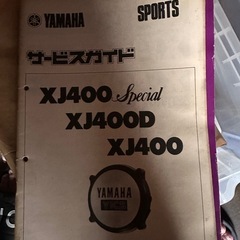 YAMAHA SPORTS
サービスガイド
XJ400 Special
XJ400D
XJ400
YAMAHA